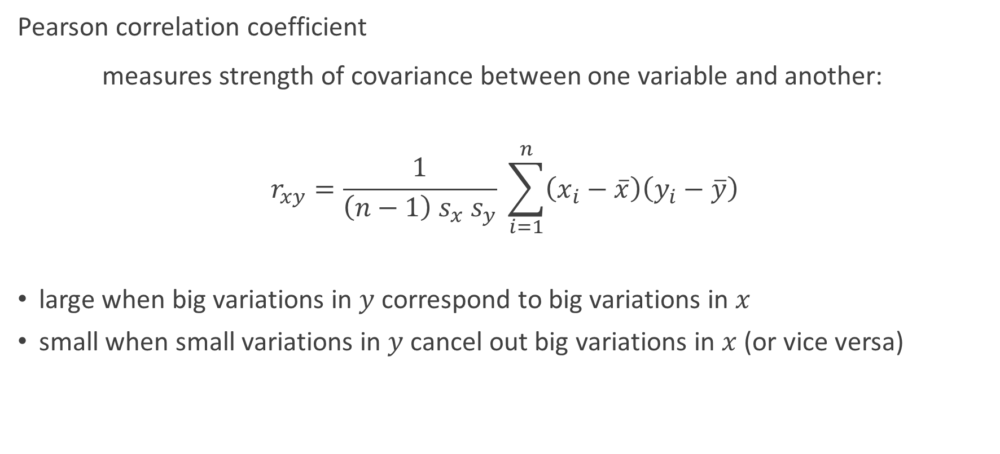 Pearson correlation coefficient
measures strength of covariance between one variable and another:
r_{xy} = \frac{1}{(n − 1) s_x s_y} \sum_{i=1}^{n} (x_i − \bar{x})(y_i − \bar{y})
• large when big variations in y correspond to big variations in x
• small when small variations in y cancel out big variations in x (or vice versa)